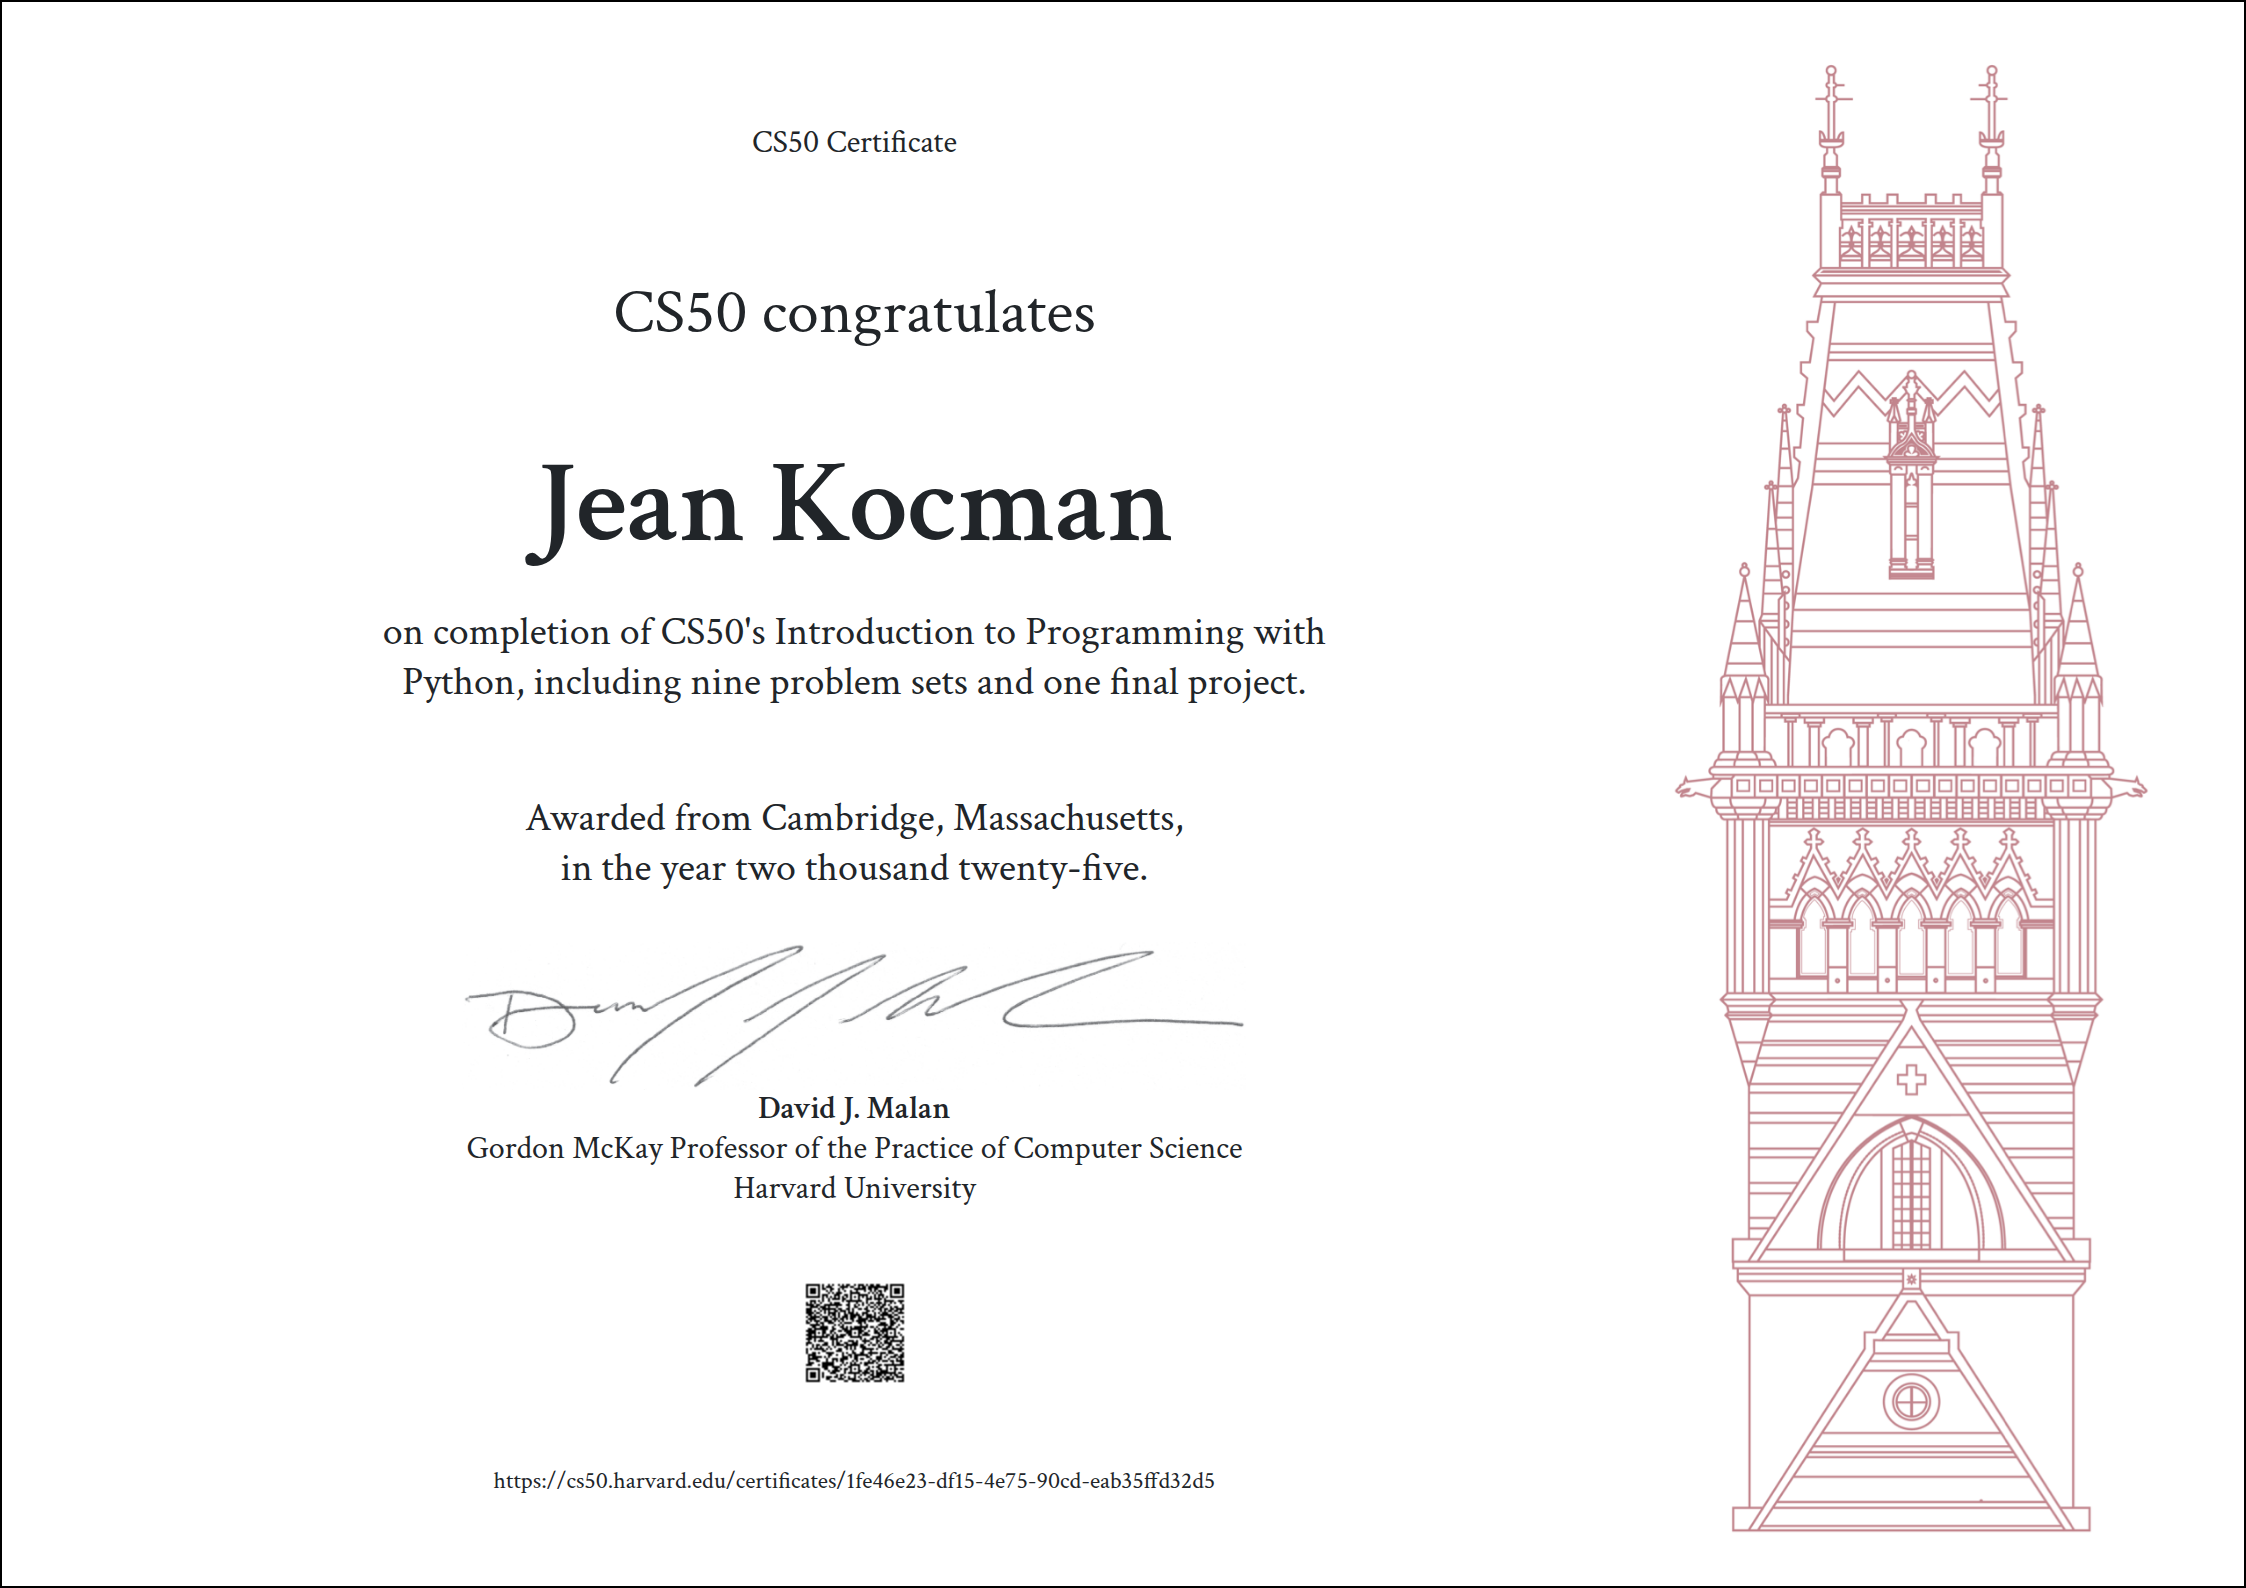 CS50 Certificate
CS50 congratulates
Jean Kocman
on completion of CS50's Introduction to Programming with
Python, including nine problem sets and one final project.
Awarded from Cambridge, Massachusetts,
in the year two thousand twenty-five.
David J. Malan
Gordon McKay Professor of the Practice of Computer Science
Harvard University
https://cs50.harvard.edu/certificates/1fe46e23-df15-4e75-90cd-eab35ffd32d5